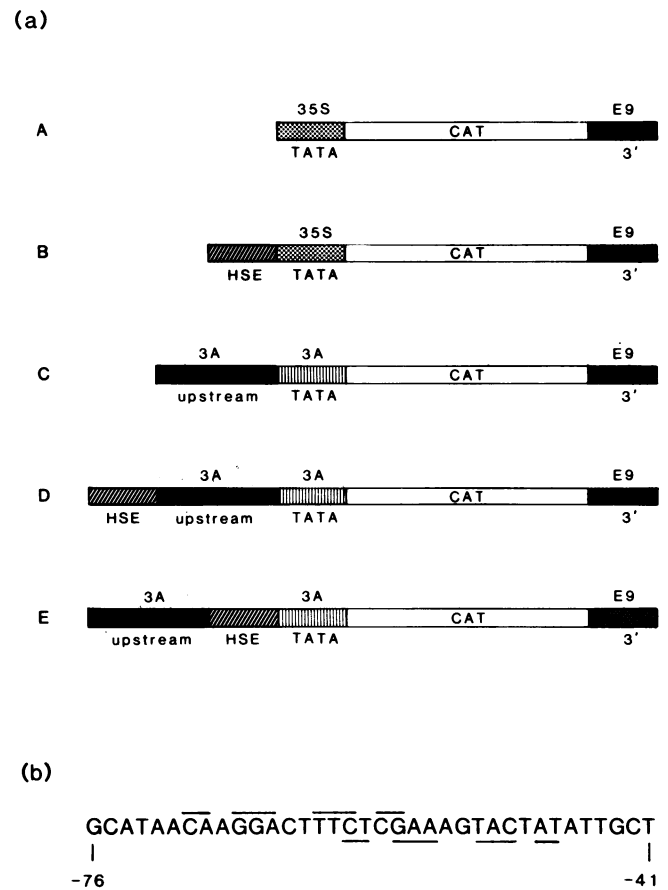 (a)
35S E9
A CAT
TATA 3'
35S E9
B CAT
HSE TATA 3'
3A 3A E9
C CAT
upstream TATA 3'
3A 3A E9
D CAT
HSE upstream TATA 3'
3A 3A E9
E CAT
upstream HSE TATA 3'
(b)
GCATAACAAGGACTTTCTCGAAAGTACTATATTGCT
-76 -41